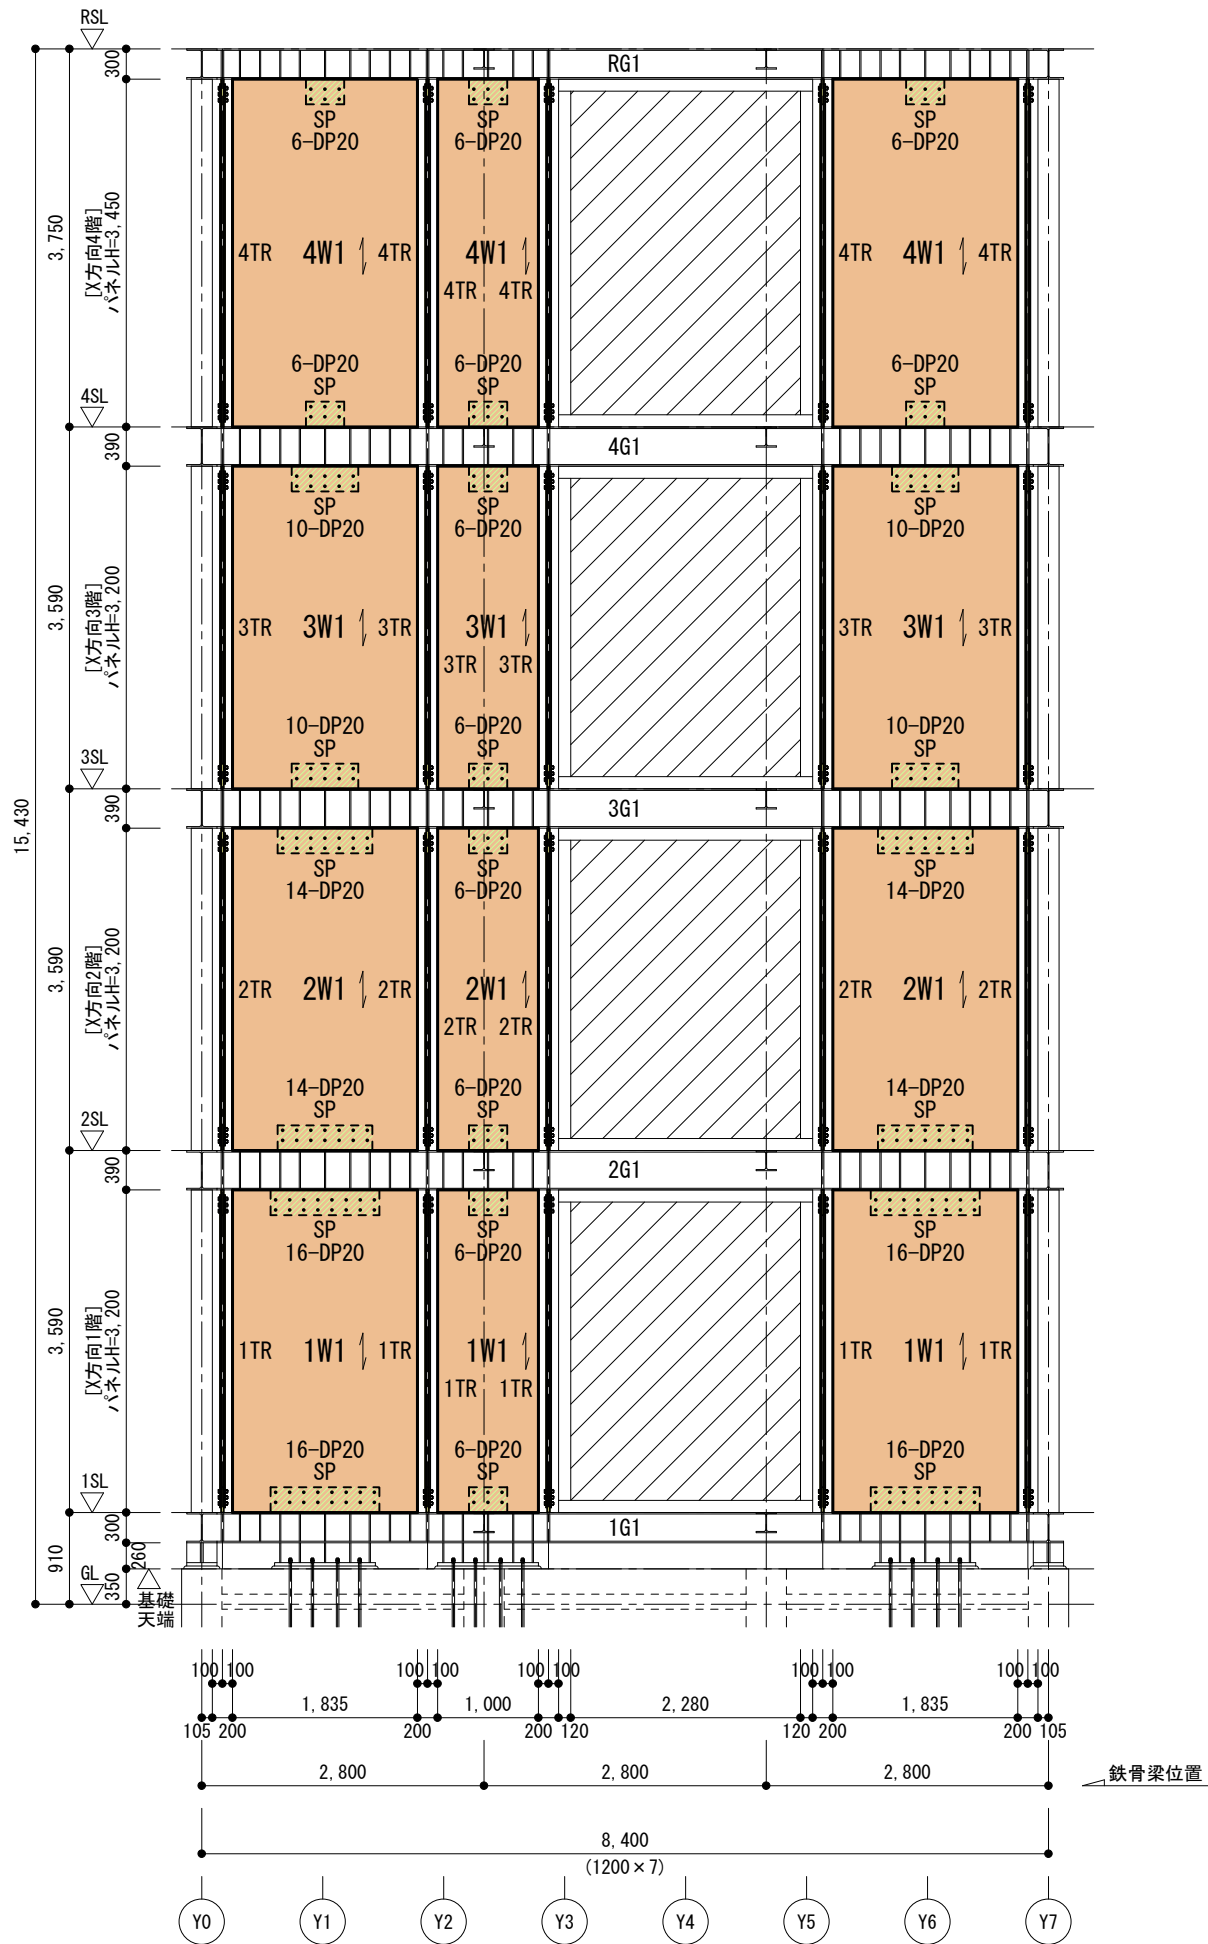 RSL
300
RG1
SP
6-DP20
SP
6-DP20
SP
6-DP20
3,750
[X方向4階]
パネルH=3,450
4TR 4W1 4TR
4W1
4TR 4TR
4TR 4W1 4TR
6-DP20
SP
6-DP20
SP
6-DP20
SP
4SL
390
4G1
SP
10-DP20
SP
6-DP20
SP
10-DP20
3,590
[X方向3階]
パネルH=3,200
3TR 3W1 3TR
3W1
3TR 3TR
3TR 3W1 3TR
10-DP20
SP
6-DP20
SP
10-DP20
SP
3SL
390
3G1
15,430
SP
14-DP20
SP
6-DP20
SP
14-DP20
3,590
[X方向2階]
パネルH=3,200
2TR 2W1 2TR
2W1
2TR 2TR
2TR 2W1 2TR
14-DP20
SP
6-DP20
SP
14-DP20
SP
2SL
390
2G1
SP
16-DP20
SP
6-DP20
SP
16-DP20
3,590
[X方向1階]
パネルH=3,200
1TR 1W1 1TR
1W1
1TR 1TR
1TR 1W1 1TR
16-DP20
SP
6-DP20
SP
16-DP20
SP
1SL
300
1G1
910
260
GL
350
基礎
天端
100 100 100 100 100 100 100 100 100 100
1,835 1,000 2,280 1,835
105 200 200 200 120 120 200 200 105
2,800 2,800 2,800
鉄骨梁位置
8,400
(1200×7)
Y0 Y1 Y2 Y3 Y4 Y5 Y6 Y7